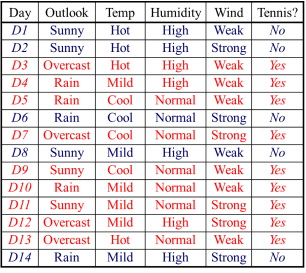 Day Outlook Temp Humidity Wind Tennis?
D1 Sunny Hot High Weak No
D2 Sunny Hot High Strong No
D3 Overcast Hot High Weak Yes
D4 Rain Mild High Weak Yes
D5 Rain Cool Normal Weak Yes
D6 Rain Cool Normal Strong No
D7 Overcast Cool Normal Strong Yes
D8 Sunny Mild High Weak No
D9 Sunny Cool Normal Weak Yes
D10 Rain Mild Normal Weak Yes
D11 Sunny Mild Normal Strong Yes
D12 Overcast Mild High Strong Yes
D13 Overcast Hot Normal Weak Yes
D14 Rain Mild High Strong No